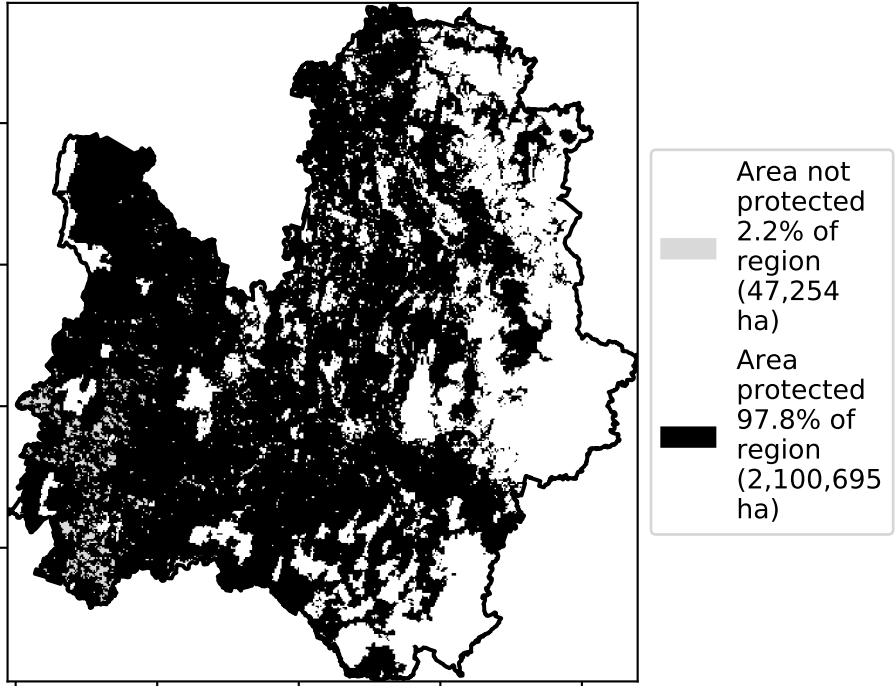 Area not
protected
2.2% of
region
(47,254
ha)
Area
protected
97.8% of
region
(2,100,695
ha)